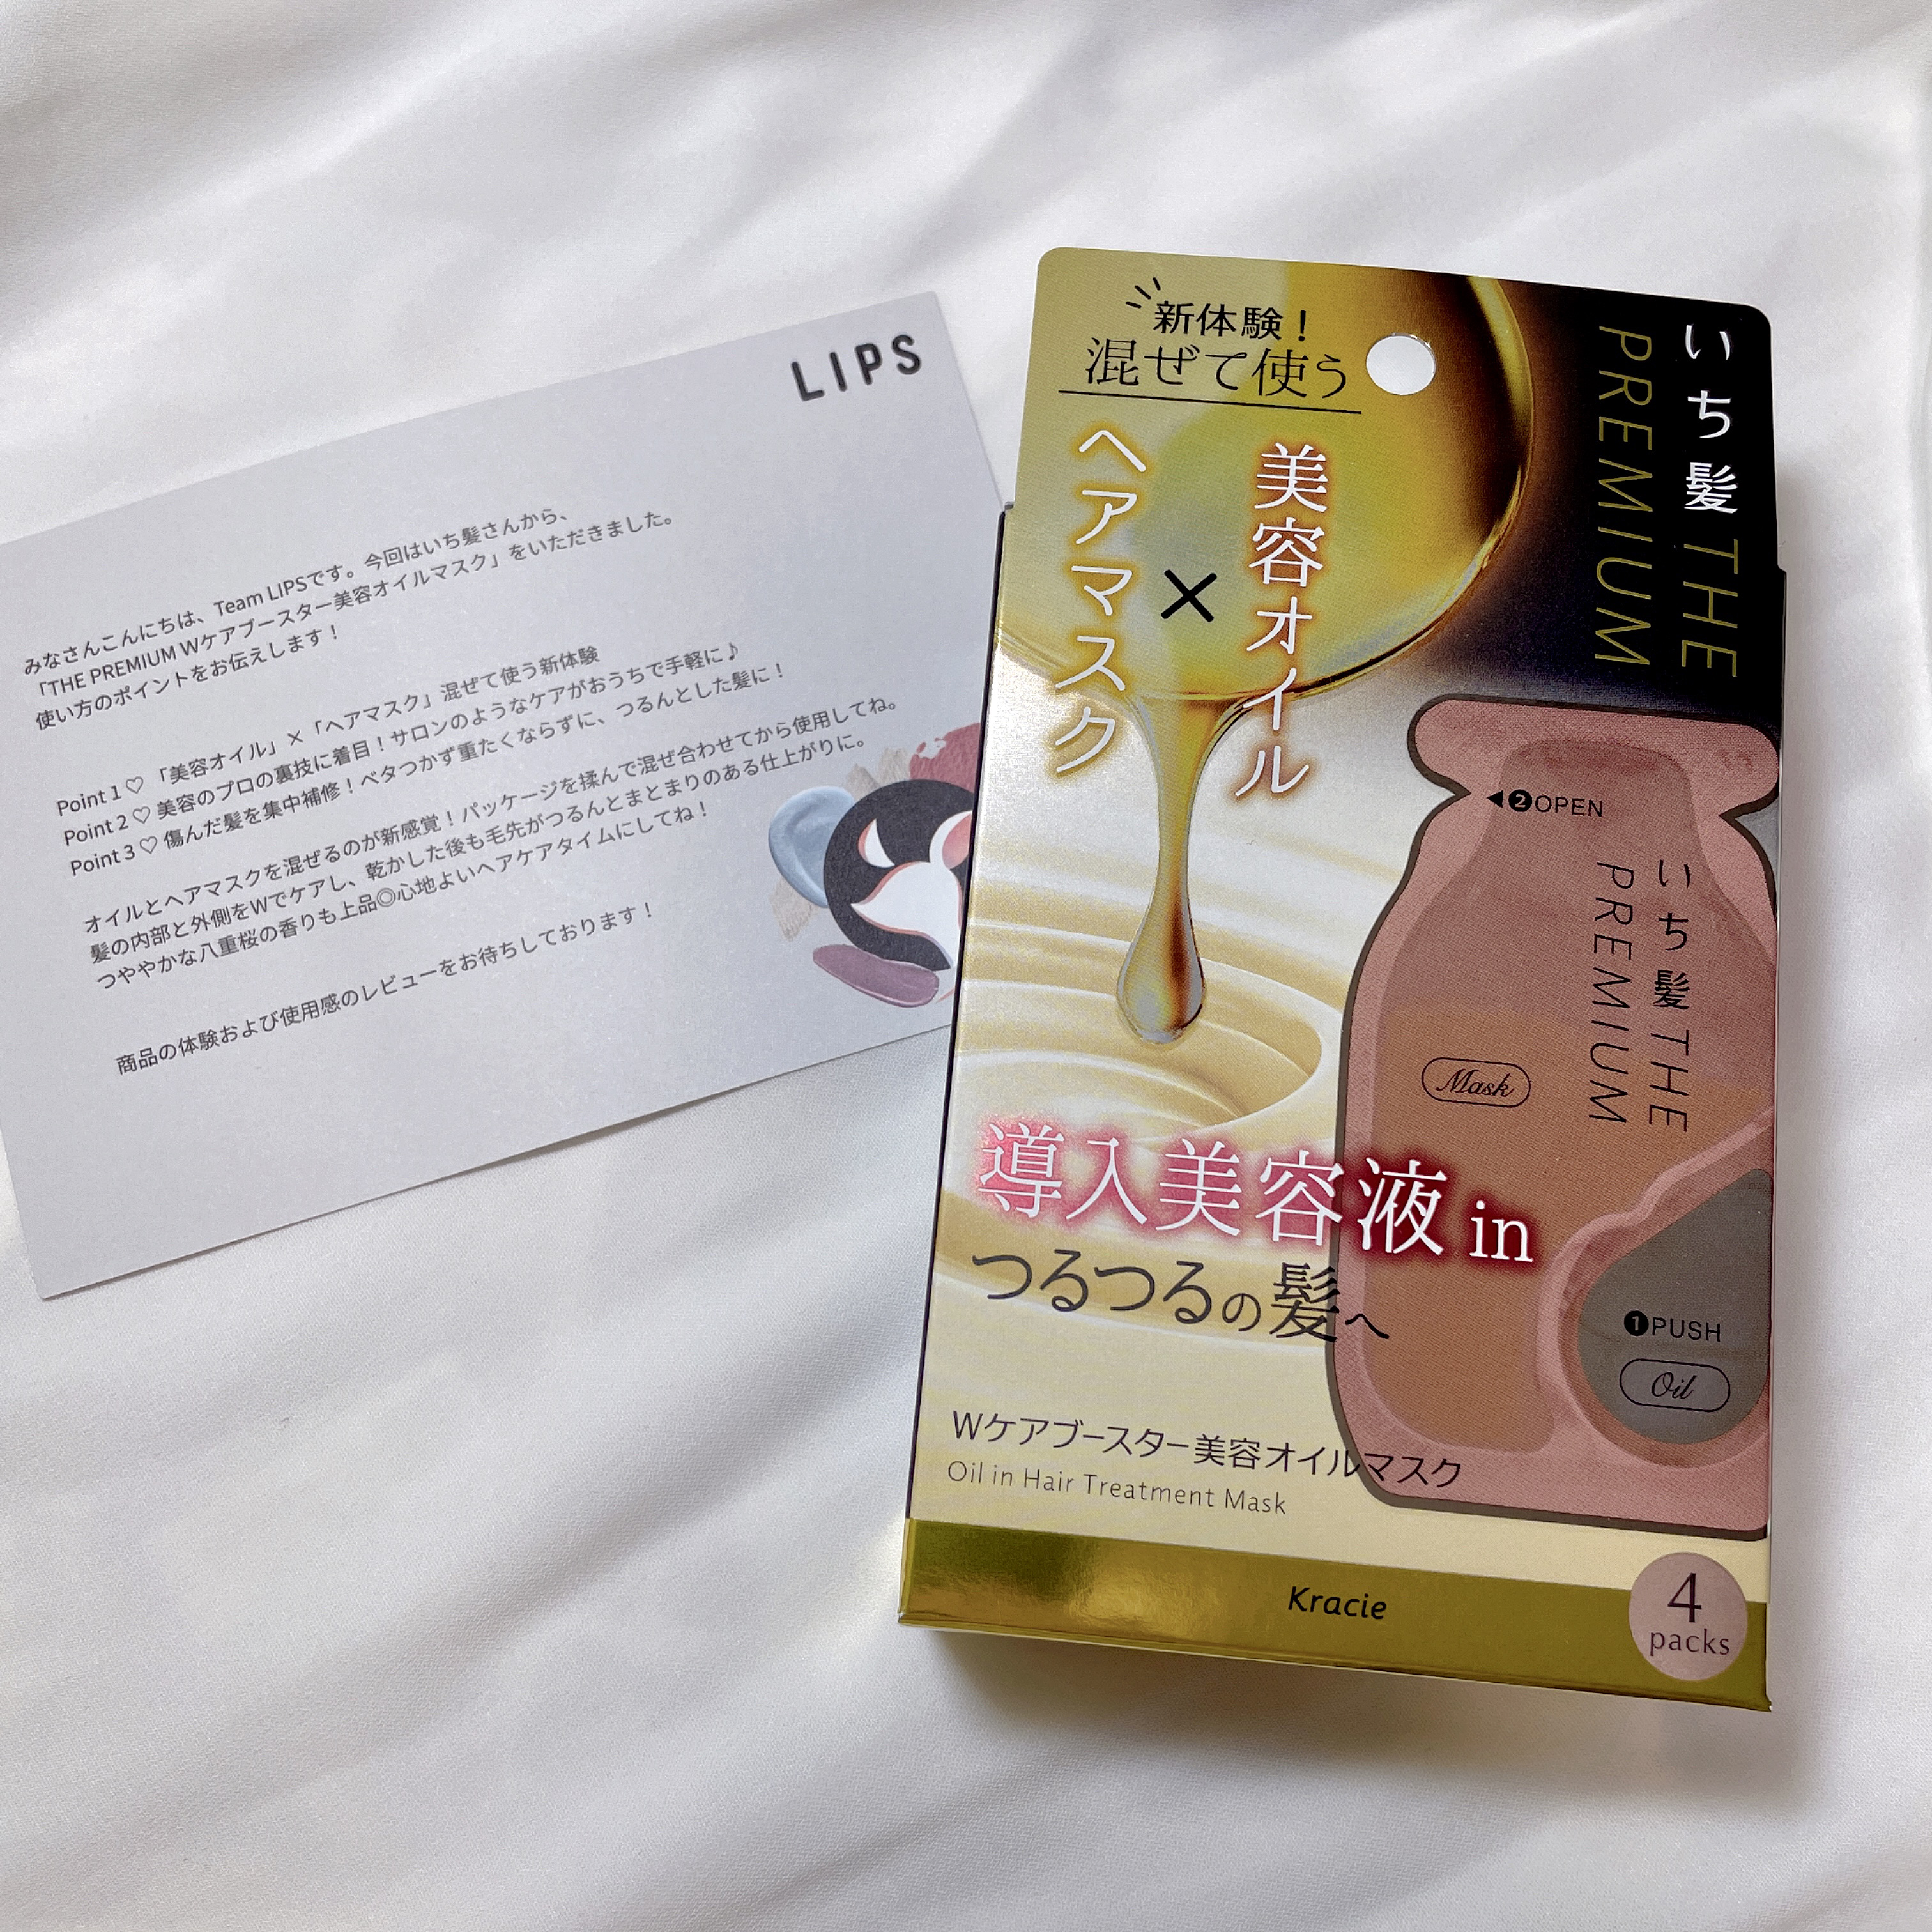 LIPS
みなさんこんにちは、Team LIPSです。今回はいち髪さんから、
「THE PREMIUM Wケアブースター美容オイルマスク」をいただきました。
使い方のポイントをお伝えします！
Point 1♡「美容オイル」×「ヘアマスク」混ぜて使う新体験
Point 2♡美容のプロの裏技に着目！サロンのようなケアがおうちで手軽に♪
Point 3♡傷んだ髪を集中補修！ベタつかず重たくならずに、つるんとした髪に！
オイルとヘアマスクを混ぜるのが新感覚！パッケージを揉んで混ぜ合わせてから使用してね。
髪の内部と外側をWでケアし、乾かした後も毛先がつるんとまとまりのある仕上がりに。
つややかな八重桜の香りも上品◎心地よいヘアケアタイムにしてね！
商品の体験および使用感のレビューをお待ちしております！
いち髪 THE
PREMIUM
新体験！
混ぜて使う
美容オイル
×
ヘアマスク
◀❷OPEN
いち髪 THE
PREMIUM
Mask
導入美容液 in
つるつるの髪へ
❶PUSH
Oil
Wケアブースター美容オイルマスク
Oil in Hair Treatment Mask
Kracie
4
packs